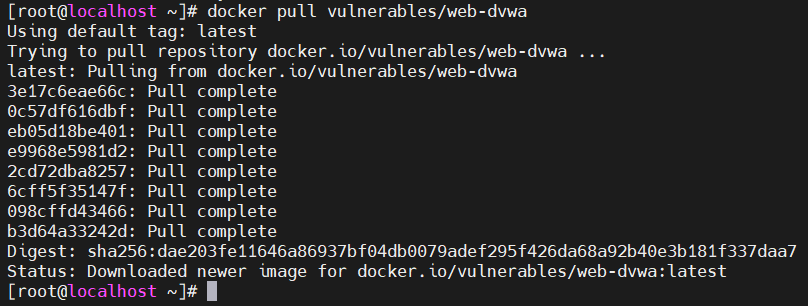 [root@localhost ~]# docker pull vulnerables/web-dvwa
Using default tag: latest
Trying to pull repository docker.io/vulnerables/web-dvwa ...
latest: Pulling from docker.io/vulnerables/web-dvwa
3e17c6eae66c: Pull complete
0c57df616dbf: Pull complete
eb05d18be401: Pull complete
e9968e5981d2: Pull complete
2cd72dba8257: Pull complete
6cff5f35147f: Pull complete
098cffd43466: Pull complete
b3d64a33242d: Pull complete
Digest: sha256:dae203fe11646a86937bf04db0079adef295f426da68a92b40e3b181f337daa7
Status: Downloaded newer image for docker.io/vulnerables/web-dvwa:latest
[root@localhost ~]#